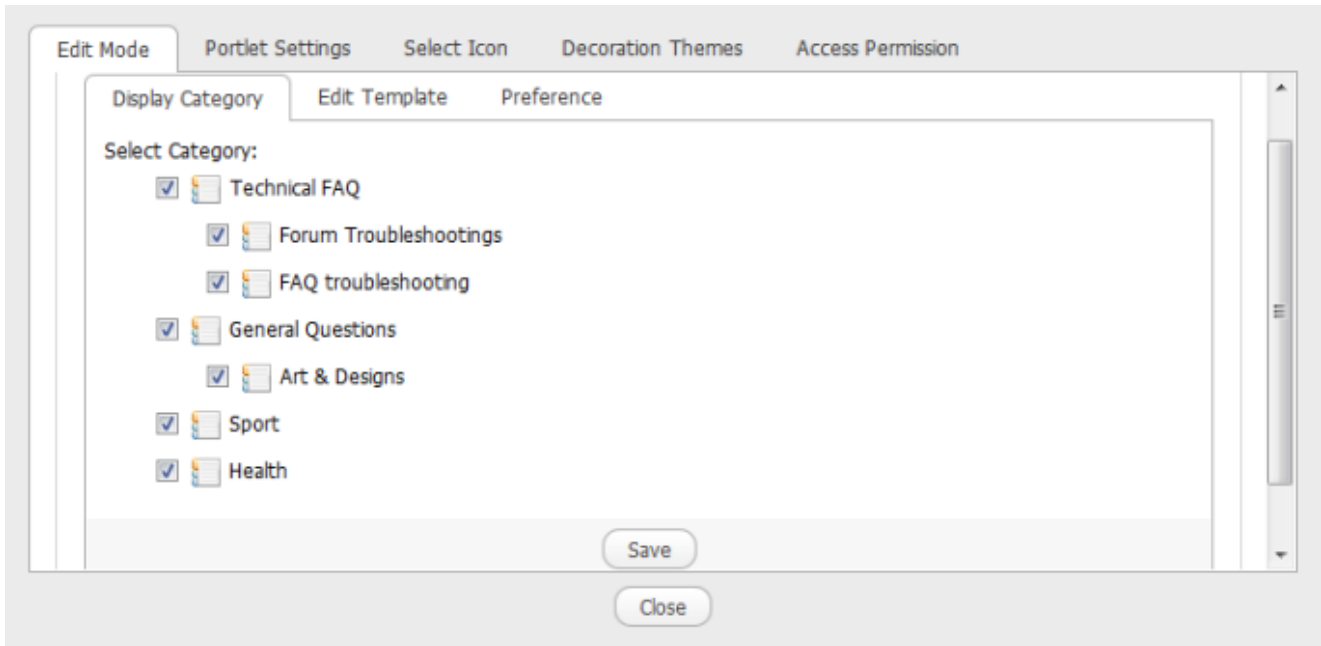 Edit Mode Portlet Settings Select Icon Decoration Themes Access Permission
Display Category Edit Template Preference
Select Category:
Technical FAQ
Forum Troubleshootings
FAQ troubleshooting
General Questions
Art & Designs
Sport
Health
Save
Close